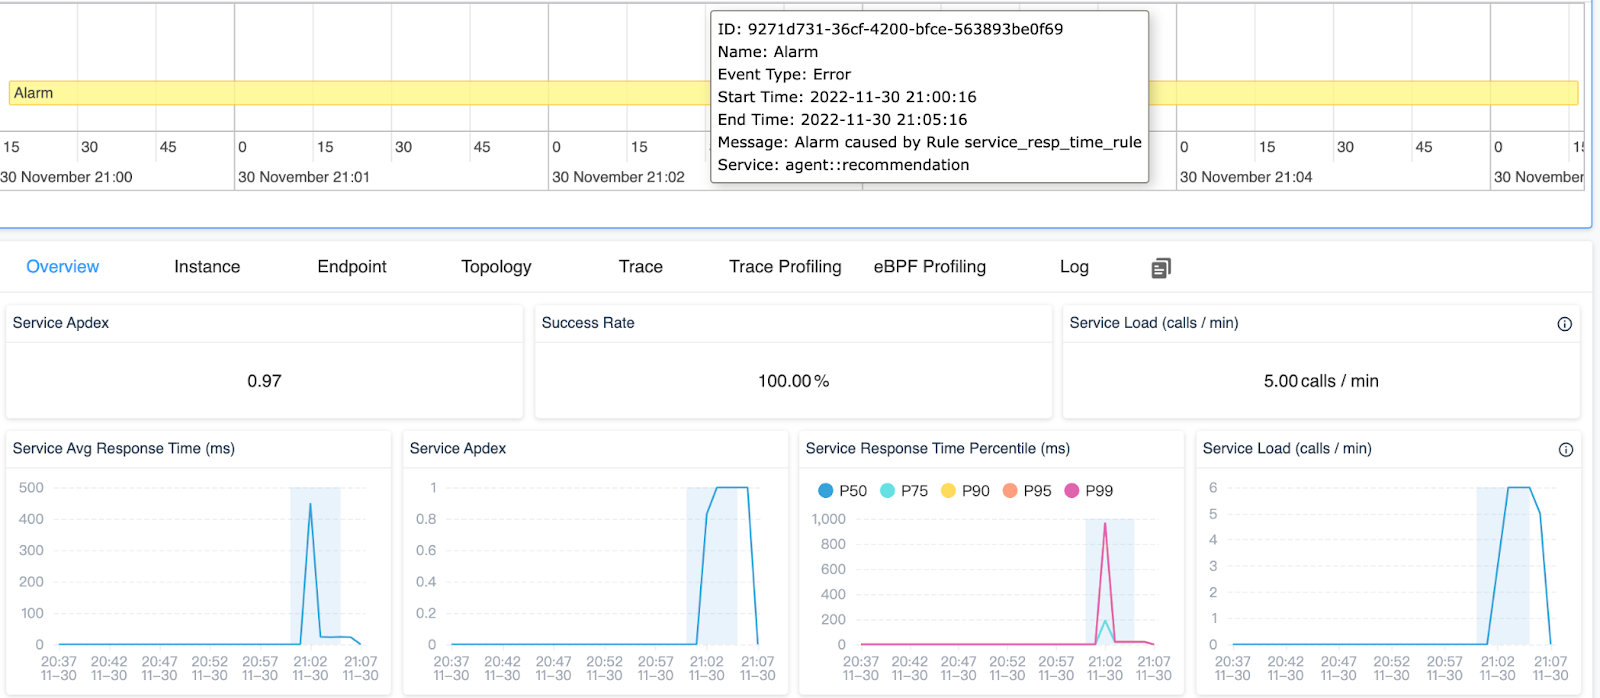 ID: 9271d731-36cf-4200-bfce-563893be0f69
Name: Alarm
Event Type: Error
Alarm
Start Time: 2022-11-30 21:00:16
End Time: 2022-11-30 21:05:16
Message: Alarm caused by Rule service_resp_time_rule
Service: agent::recommendation
15 30 45 0 15 30 45 0 15 0 15 30 45 0
30 November 21:00 30 November 21:01 30 November 21:02 30 November 21:04 30 November
Overview Instance Endpoint Topology Trace Trace Profiling eBPF Profiling Log
Service Apdex Success Rate Service Load (calls / min)
0.97 100.00% 5.00 calls / min
Service Avg Response Time (ms)
500
400
300
200
100
0
20:37 20:42 20:47 20:52 20:57 21:02 21:07
11-30 11-30 11-30 11-30 11-30 11-30 11-30
Service Apdex
1
0.8
0.6
0.4
0.2
0
20:37 20:42 20:47 20:52 20:57 21:02 21:07
11-30 11-30 11-30 11-30 11-30 11-30 11-30
Service Response Time Percentile (ms)
P50 P75 P90 P95 P99
1,000
800
600
400
200
0
20:37 20:42 20:47 20:52 20:57 21:02 21:07
11-30 11-30 11-30 11-30 11-30 11-30 11-30
Service Load (calls / min)
6
5
4
3
2
1
0
20:37 20:42 20:47 20:52 20:57 21:02 21:07
11-30 11-30 11-30 11-30 11-30 11-30 11-30